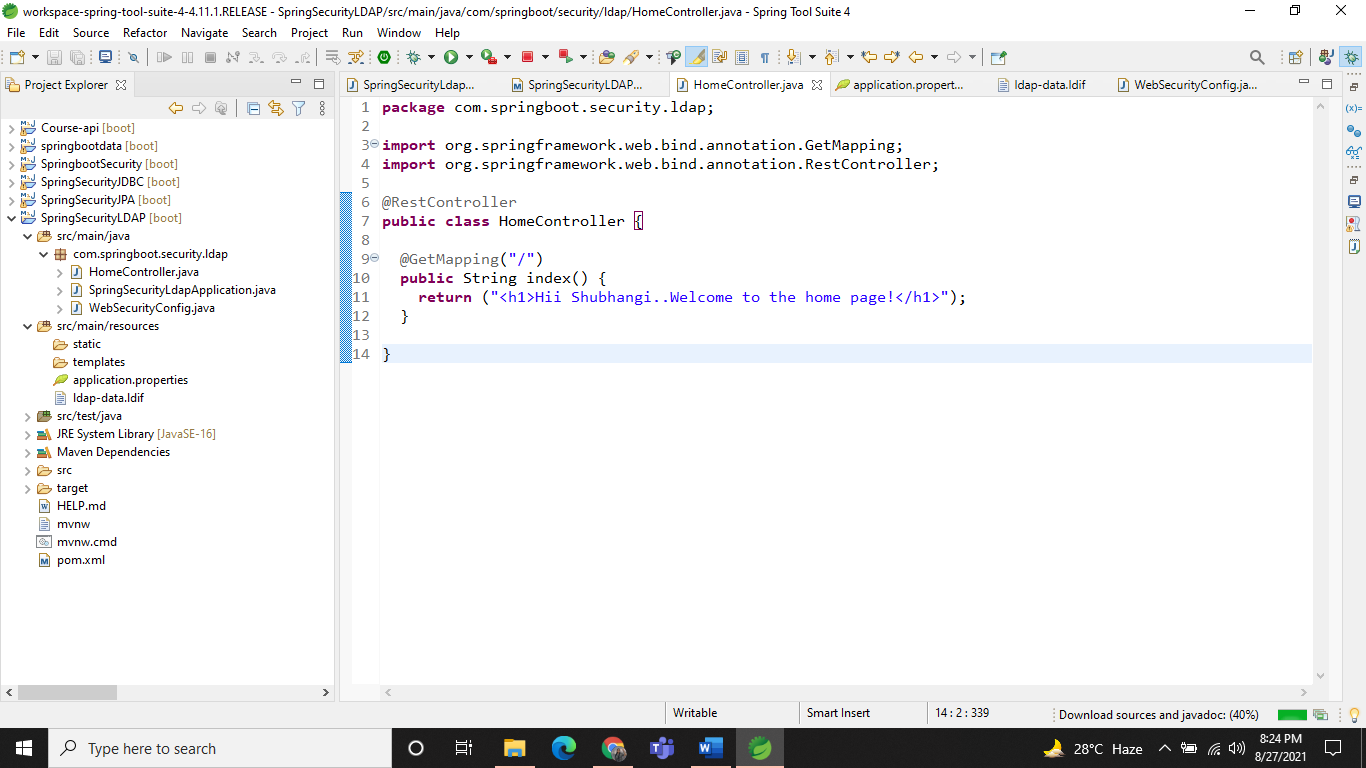 workspace-spring-tool-suite-4-4.11.1.RELEASE - SpringSecurityLDAP/src/main/java/com/springboot/security/ldap/HomeController.java - Spring Tool Suite 4
File Edit Source Refactor Navigate Search Project Run Window Help
Project Explorer
SpringSecurityLdap...
SpringSecurityLDAP...
HomeController.java
application.propert...
ldap-data.ldif
WebSecurityConfig.ja...
Course-api [boot]
springbootdata [boot]
SpringbootSecurity [boot]
SpringSecurityJDBC [boot]
SpringSecurityJPA [boot]
SpringSecurityLDAP [boot]
src/main/java
com.springboot.security.ldap
HomeController.java
SpringSecurityLdapApplication.java
WebSecurityConfig.java
src/main/resources
static
templates
application.properties
ldap-data.ldif
src/test/java
JRE System Library [JavaSE-16]
Maven Dependencies
src
target
HELP.md
mvnw
mvnw.cmd
pom.xml
1 package com.springboot.security.ldap;
2
3 import org.springframework.web.bind.annotation.GetMapping;
4 import org.springframework.web.bind.annotation.RestController;
5
6 @RestController
7 public class HomeController {
8
9 @GetMapping("/")
10 public String index() {
11 return ("<h1>Hii Shubhangi..Welcome to the home page!</h1>");
12 }
13
14 }
Writable
Smart Insert
14 : 2 : 339
Download sources and javadoc: (40%)
Type here to search
28°C Haze
8:24 PM
8/27/2021